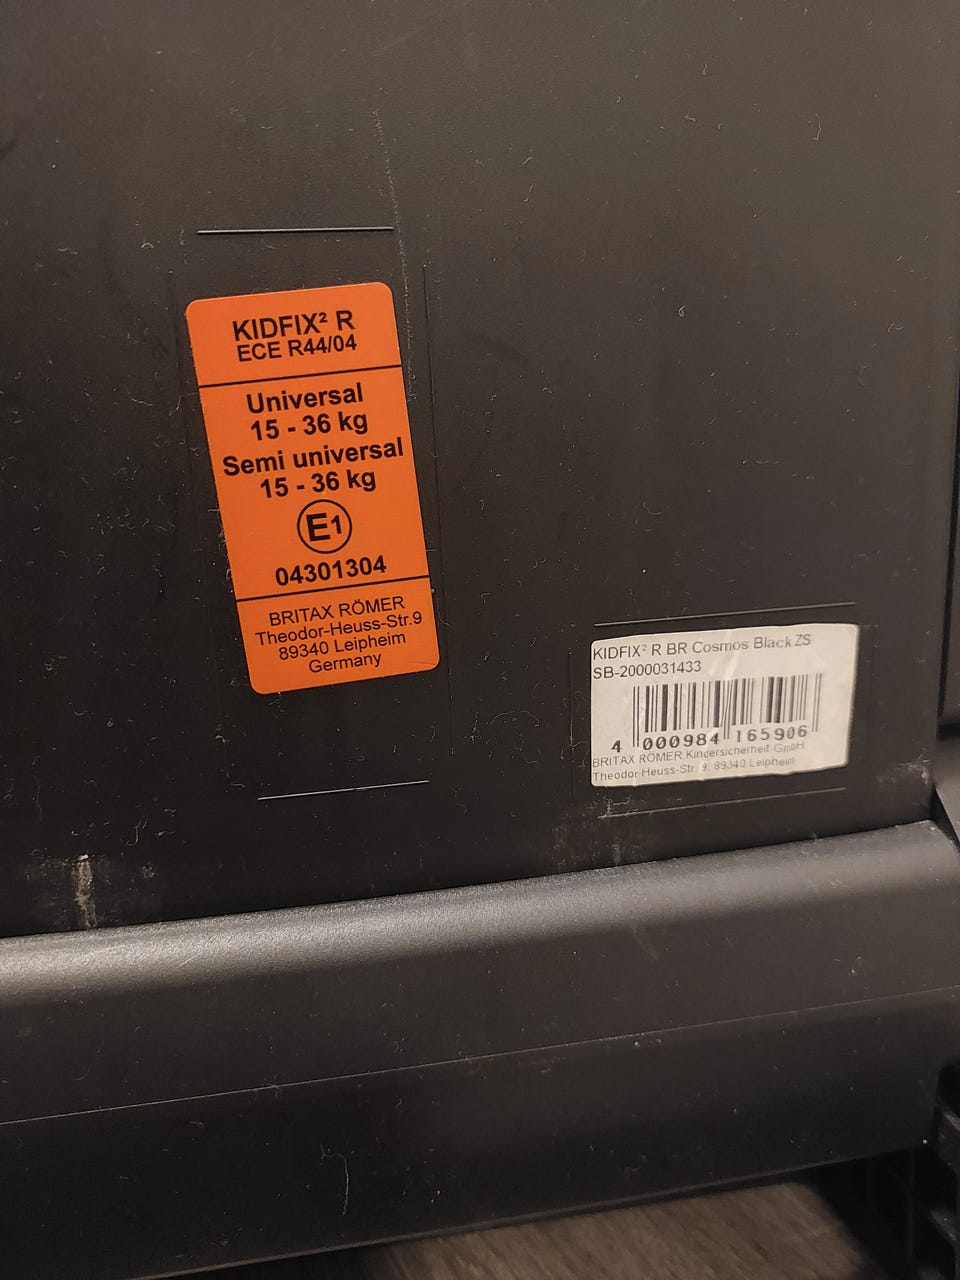 KIDFIX² R
ECE R44/04
Universal
15 - 36 kg
Semi universal
15 - 36 kg
E1
04301304
BRITAX RÖMER
Theodor-Heuss-Str.9
89340 Leipheim
Germany
KIDFIX² R BR Cosmos Black ZS
SB-2000031433
4 000984 165906
BRITAX RÖMER Kindersicherheit GmbH
Theodor-Heuss-Str. 9, 89340 Leipheim